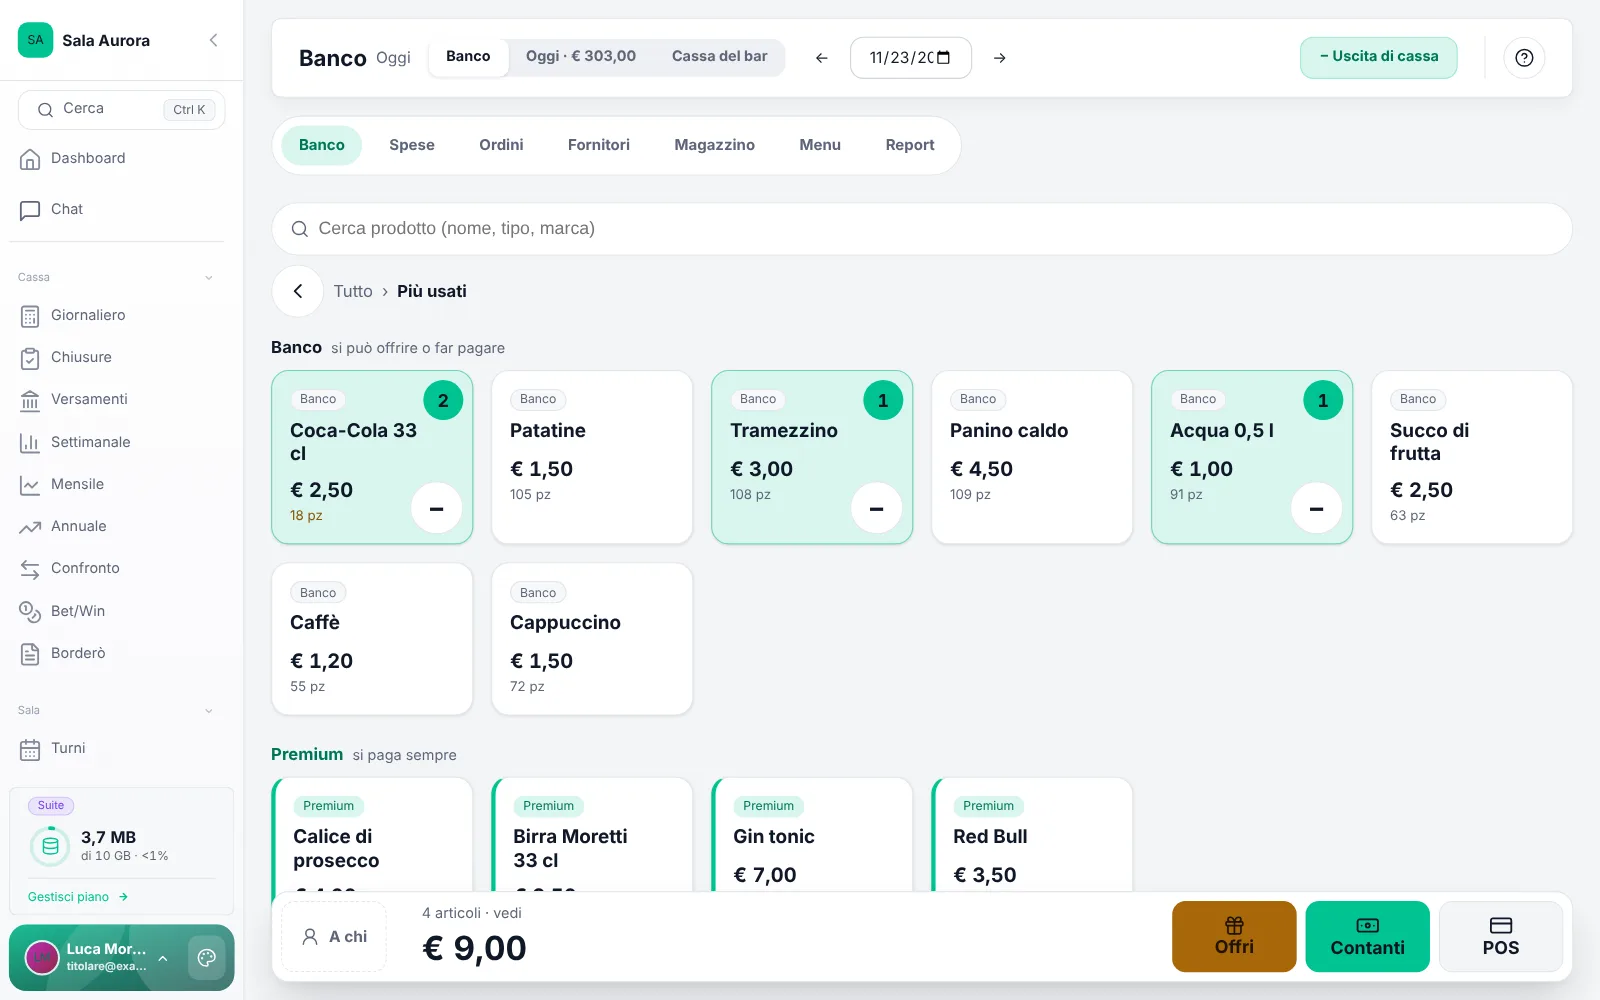 SA
Sala Aurora
Cerca
Ctrl K
Dashboard
Chat
Cassa
Giornaliero
Chiusure
Versamenti
Settimanale
Mensile
Annuale
Confronto
Bet/Win
Borderò
Sala
Turni
Suite
3,7 MB
di 10 GB · <1%
Gestisci piano →
LM
Luca Mor...
titolare@exa...
Banco Oggi
Banco
Oggi · € 303,00
Cassa del bar
←
→
− Uscita di cassa
Banco
Spese
Ordini
Fornitori
Magazzino
Menu
Report
Cerca prodotto (nome, tipo, marca)
Tutto › Più usati
Banco si può offrire o far pagare
Banco
2
Coca-Cola 33
cl
€ 2,50
18 pz
−
Banco
Patatine
€ 1,50
105 pz
Banco
1
Tramezzino
€ 3,00
108 pz
−
Banco
Panino caldo
€ 4,50
109 pz
Banco
1
Acqua 0,5 l
€ 1,00
91 pz
−
Banco
Succo di
frutta
€ 2,50
63 pz
Banco
Caffè
€ 1,20
55 pz
Banco
Cappuccino
€ 1,50
72 pz
Premium si paga sempre
Premium
Calice di
prosecco
Premium
Birra Moretti
33 cl
Premium
Gin tonic
€ 7,00
Premium
Red Bull
€ 3,50
A chi
4 articoli · vedi
€ 9,00
Offri
Contanti
POS